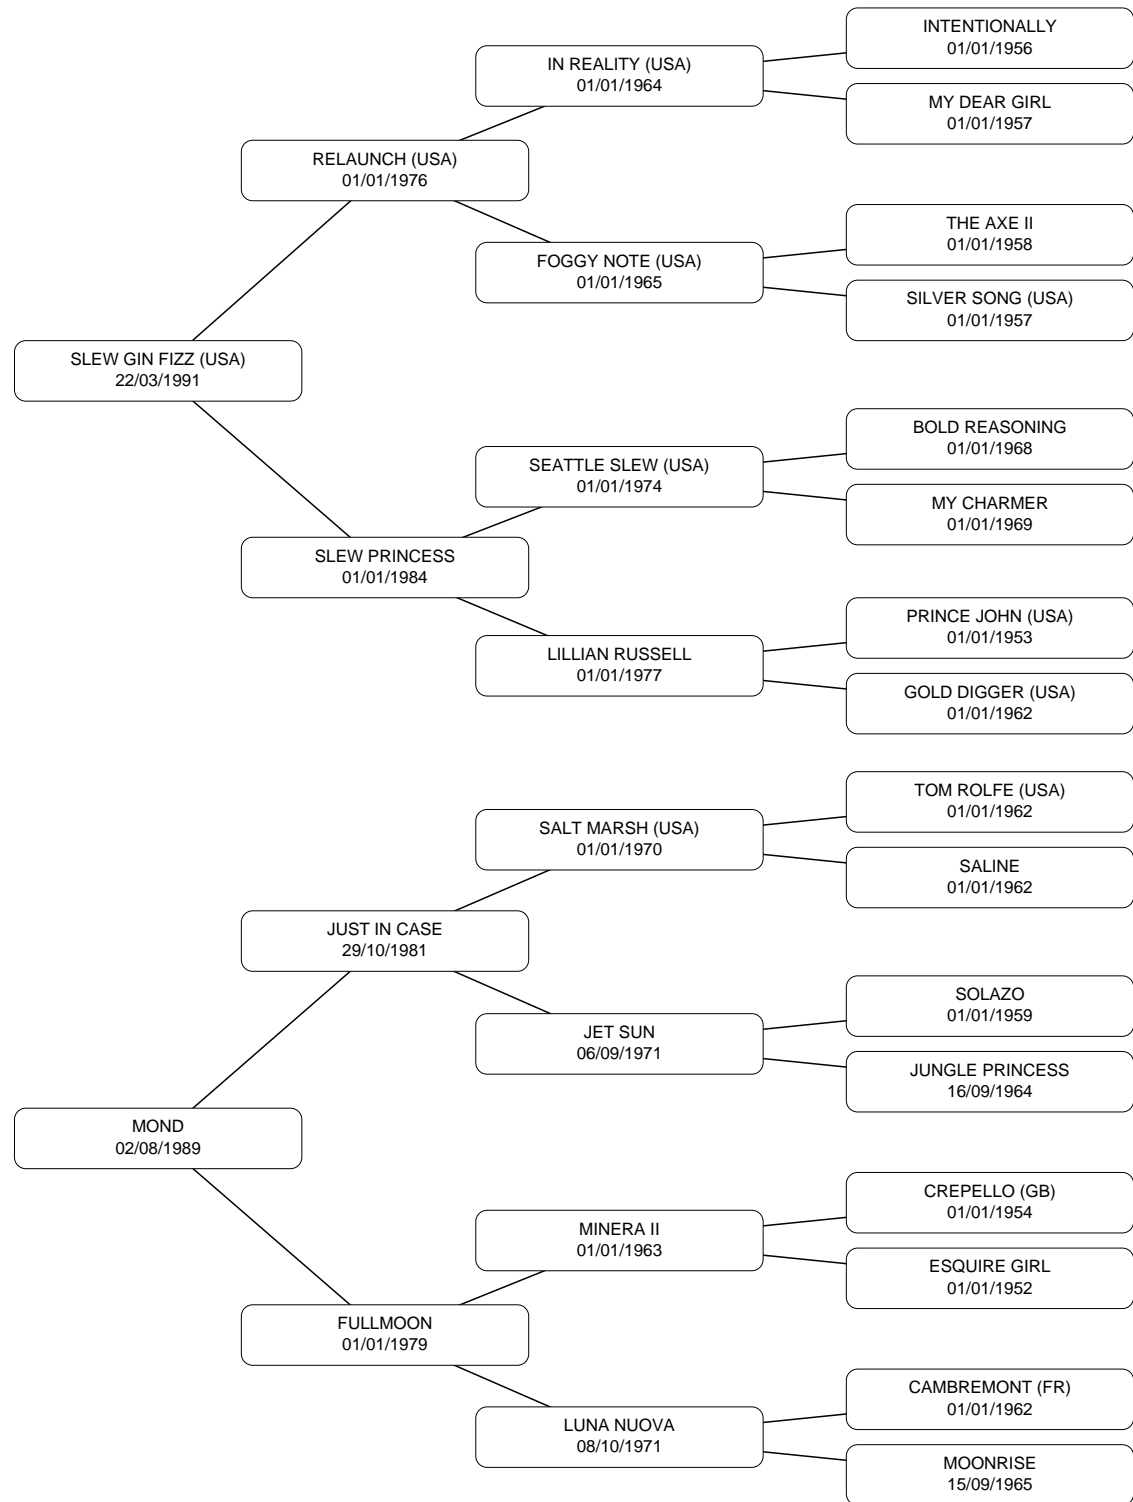 INTENTIONALLY
01/01/1956
IN REALITY (USA)
01/01/1964
MY DEAR GIRL
01/01/1957
RELAUNCH (USA)
01/01/1976
THE AXE II
01/01/1958
FOGGY NOTE (USA)
01/01/1965
SILVER SONG (USA)
01/01/1957
SLEW GIN FIZZ (USA)
22/03/1991
BOLD REASONING
01/01/1968
SEATTLE SLEW (USA)
01/01/1974
MY CHARMER
01/01/1969
SLEW PRINCESS
01/01/1984
PRINCE JOHN (USA)
01/01/1953
LILLIAN RUSSELL
01/01/1977
GOLD DIGGER (USA)
01/01/1962
TOM ROLFE (USA)
01/01/1962
SALT MARSH (USA)
01/01/1970
SALINE
01/01/1962
JUST IN CASE
29/10/1981
SOLAZO
01/01/1959
JET SUN
06/09/1971
JUNGLE PRINCESS
16/09/1964
MOND
02/08/1989
CREPELLO (GB)
01/01/1954
MINERA II
01/01/1963
ESQUIRE GIRL
01/01/1952
FULLMOON
01/01/1979
CAMBREMONT (FR)
01/01/1962
LUNA NUOVA
08/10/1971
MOONRISE
15/09/1965